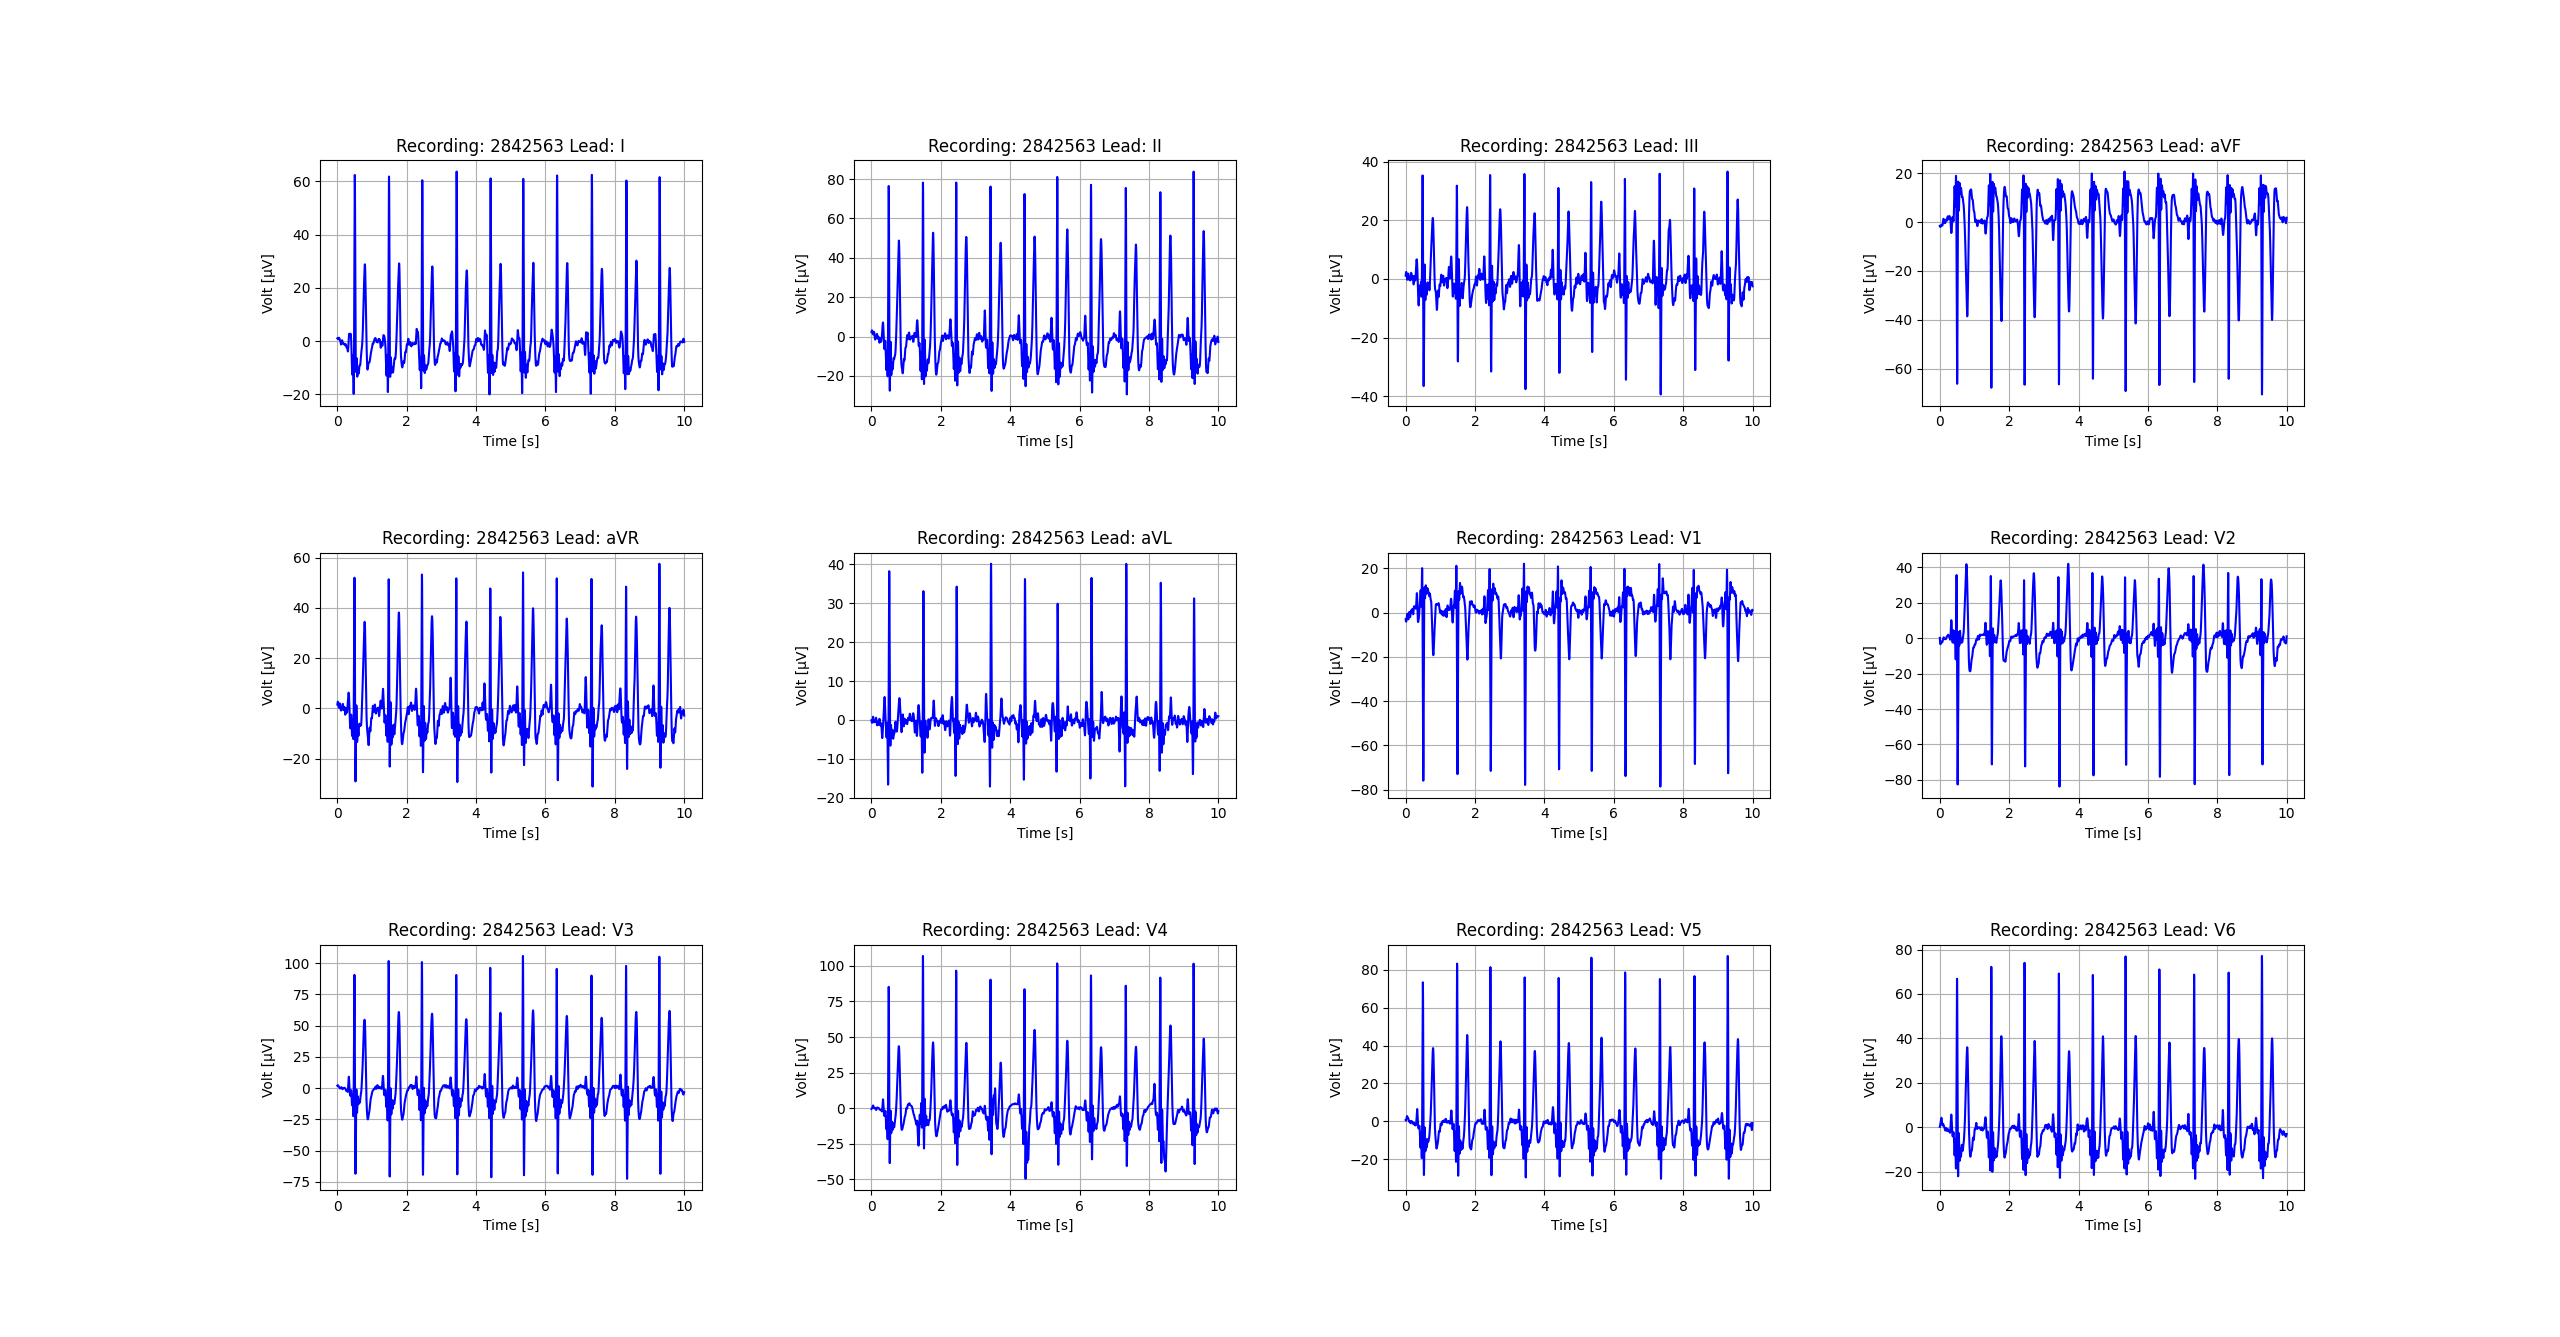 Recording: 2842563 Lead: I
Volt [µV]
60
40
20
0
−20
0 2 4 6 8 10
Time [s]
Recording: 2842563 Lead: II
Volt [µV]
80
60
40
20
0
−20
0 2 4 6 8 10
Time [s]
Recording: 2842563 Lead: III
Volt [µV]
40
20
0
−20
−40
0 2 4 6 8 10
Time [s]
Recording: 2842563 Lead: aVF
Volt [µV]
20
0
−20
−40
−60
0 2 4 6 8 10
Time [s]
Recording: 2842563 Lead: aVR
Volt [µV]
60
40
20
0
−20
0 2 4 6 8 10
Time [s]
Recording: 2842563 Lead: aVL
Volt [µV]
40
30
20
10
0
−10
−20
0 2 4 6 8 10
Time [s]
Recording: 2842563 Lead: V1
Volt [µV]
20
0
−20
−40
−60
−80
0 2 4 6 8 10
Time [s]
Recording: 2842563 Lead: V2
Volt [µV]
40
20
0
−20
−40
−60
−80
0 2 4 6 8 10
Time [s]
Recording: 2842563 Lead: V3
Volt [µV]
100
75
50
25
0
−25
−50
−75
0 2 4 6 8 10
Time [s]
Recording: 2842563 Lead: V4
Volt [µV]
100
75
50
25
0
−25
−50
0 2 4 6 8 10
Time [s]
Recording: 2842563 Lead: V5
Volt [µV]
80
60
40
20
0
−20
0 2 4 6 8 10
Time [s]
Recording: 2842563 Lead: V6
Volt [µV]
80
60
40
20
0
−20
0 2 4 6 8 10
Time [s]